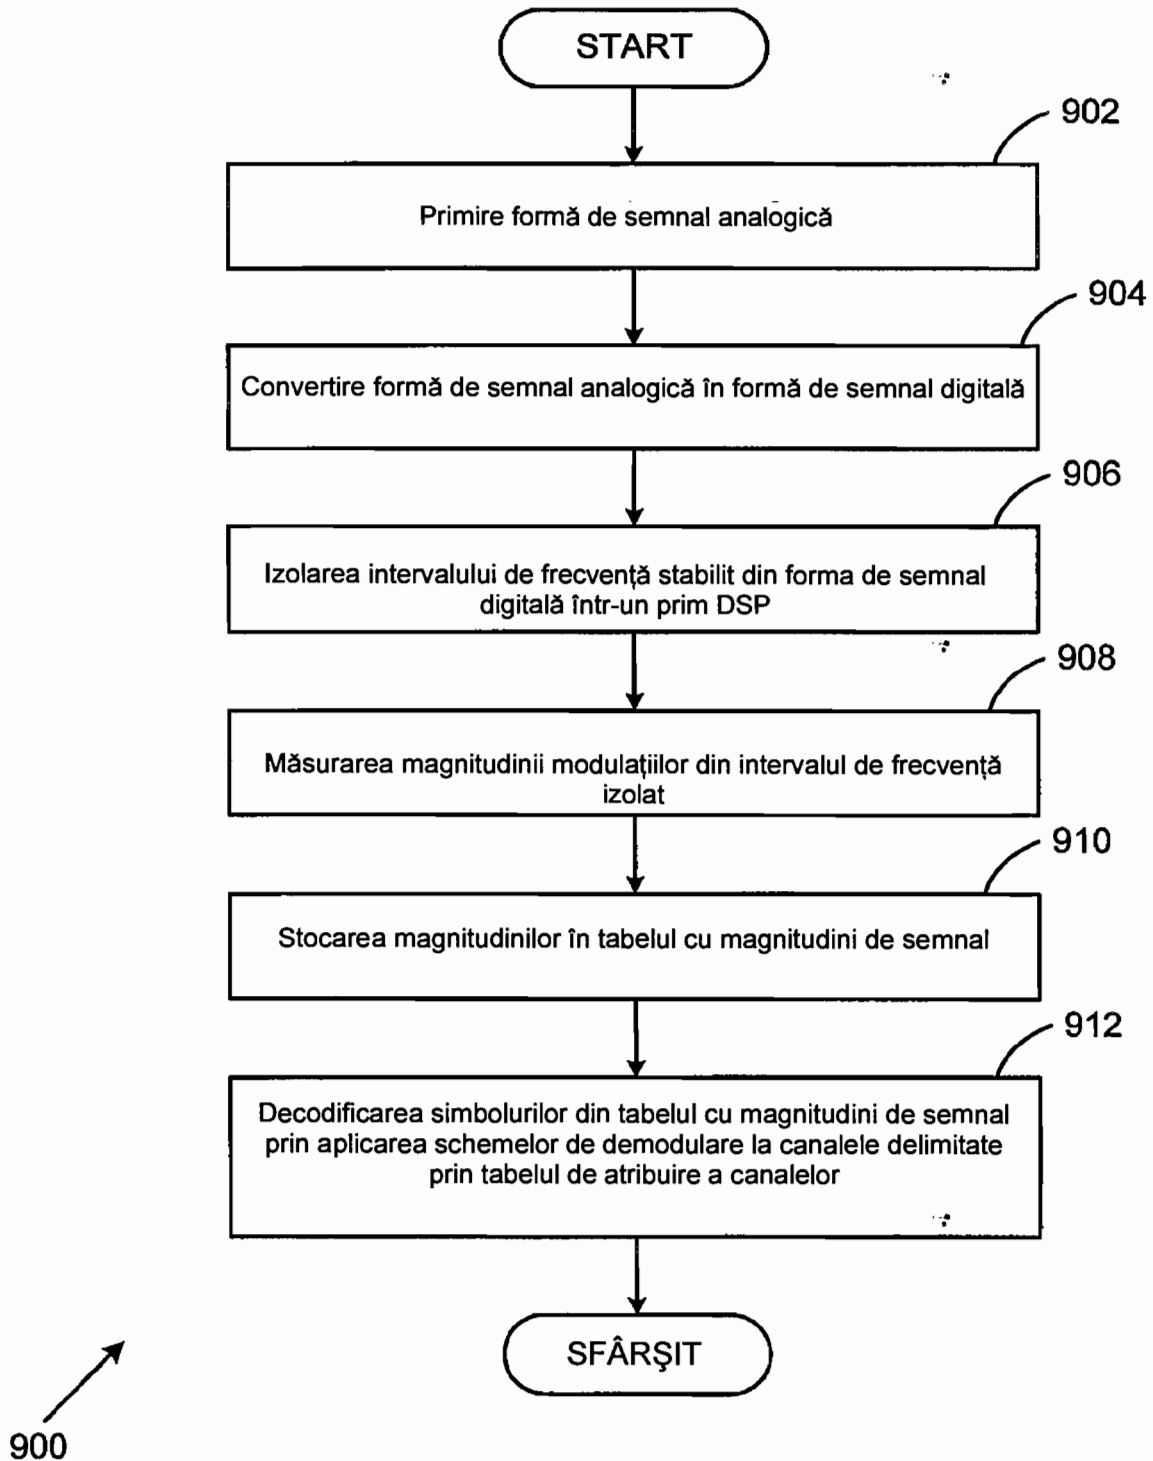 START
902
Primire formă de semnal analogică
904
Convertire formă de semnal analogică în formă de semnal digitală
906
Izolarea intervalului de frecvență stabilit din forma de semnal
digitală într-un prim DSP
908
Măsurarea magnitudinii modulațiilor din intervalul de frecvență
izolat
910
Stocarea magnitudinilor în tabelul cu magnitudini de semnal
912
Decodificarea simbolurilor din tabelul cu magnitudini de semnal
prin aplicarea schemelor de demodulare la canalele delimitate
prin tabelul de atribuire a canalelor
SFÂRŞIT
900